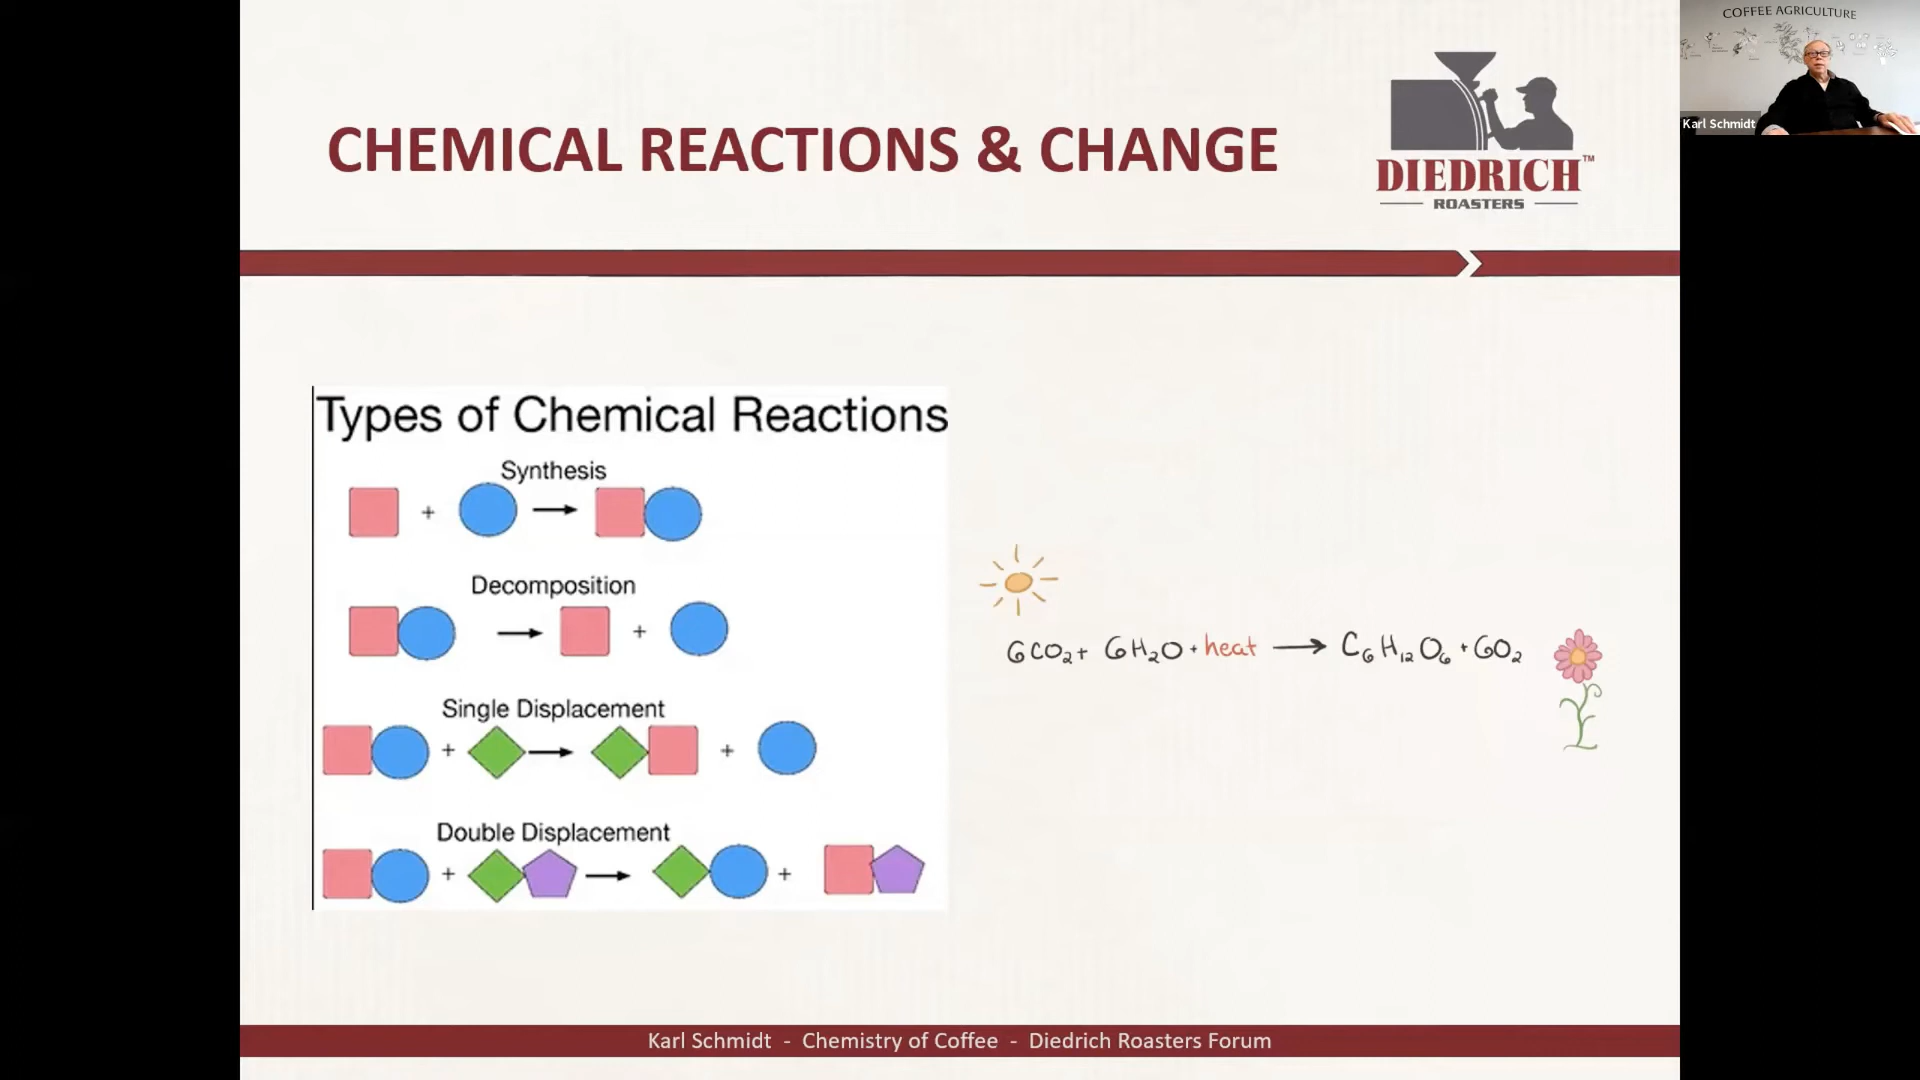 COFFEE AGRICULTURE
Karl Schmidt
CHEMICAL REACTIONS & CHANGE
DIEDRICH™
ROASTERS
Types of Chemical Reactions
Synthesis
+
Decomposition
+
Single Displacement
+ +
Double Displacement
+ +
6CO₂ + 6H₂O + heat → C₆H₁₂O₆ + 6O₂
Karl Schmidt - Chemistry of Coffee - Diedrich Roasters Forum